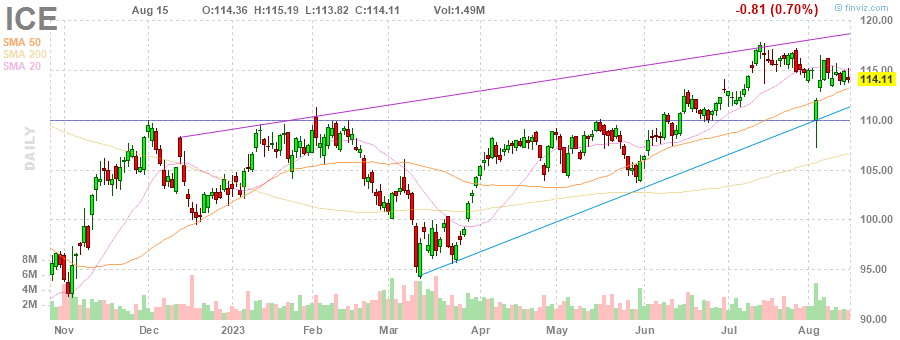 ICE
Aug 15 O:114.36 H:115.19 L:113.82 C:114.11 Vol:1.49M -0.81 (0.70%)
© finviz.com
SMA 50
SMA 200
SMA 20
DAILY
120.00
115.00
114.11
110.00
105.00
100.00
95.00
90.00
8M
6M
4M
2M
Nov Dec 2023 Feb Mar Apr May Jun Jul Aug